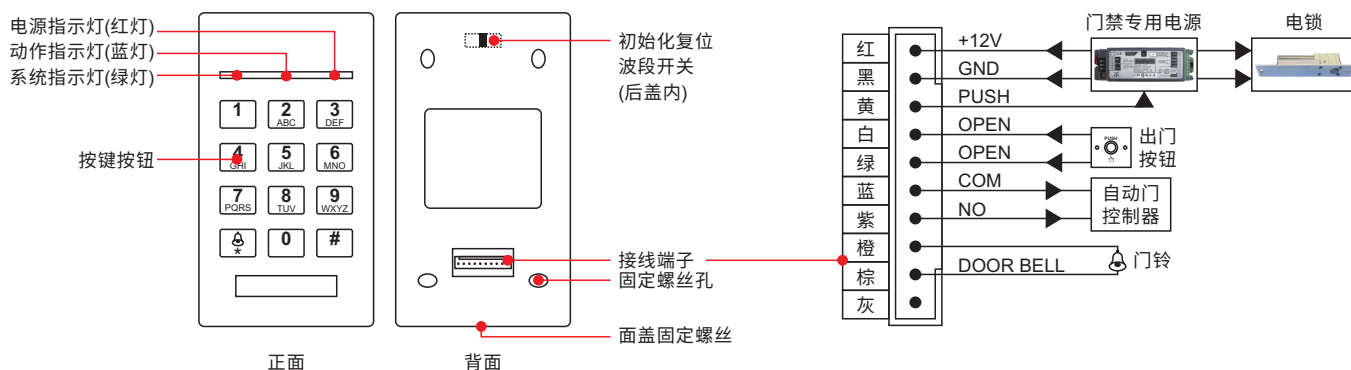 电源指示灯(红灯)
动作指示灯(蓝灯)
系统指示灯(绿灯)
按键按钮
1
2
ABC
3
DEF
4
GHI
5
JKL
6
MNO
7
PQRS
8
TUV
9
WXYZ
*
0
#
正面
初始化复位
波段开关
(后盖内)
接线端子
固定螺丝孔
面盖固定螺丝
背面
红
黑
黄
白
绿
蓝
紫
橙
棕
灰
+12V
GND
PUSH
OPEN
OPEN
COM
NO
DOOR BELL
门禁专用电源
电锁
PUSH
出门
按钮
自动门
控制器
门铃